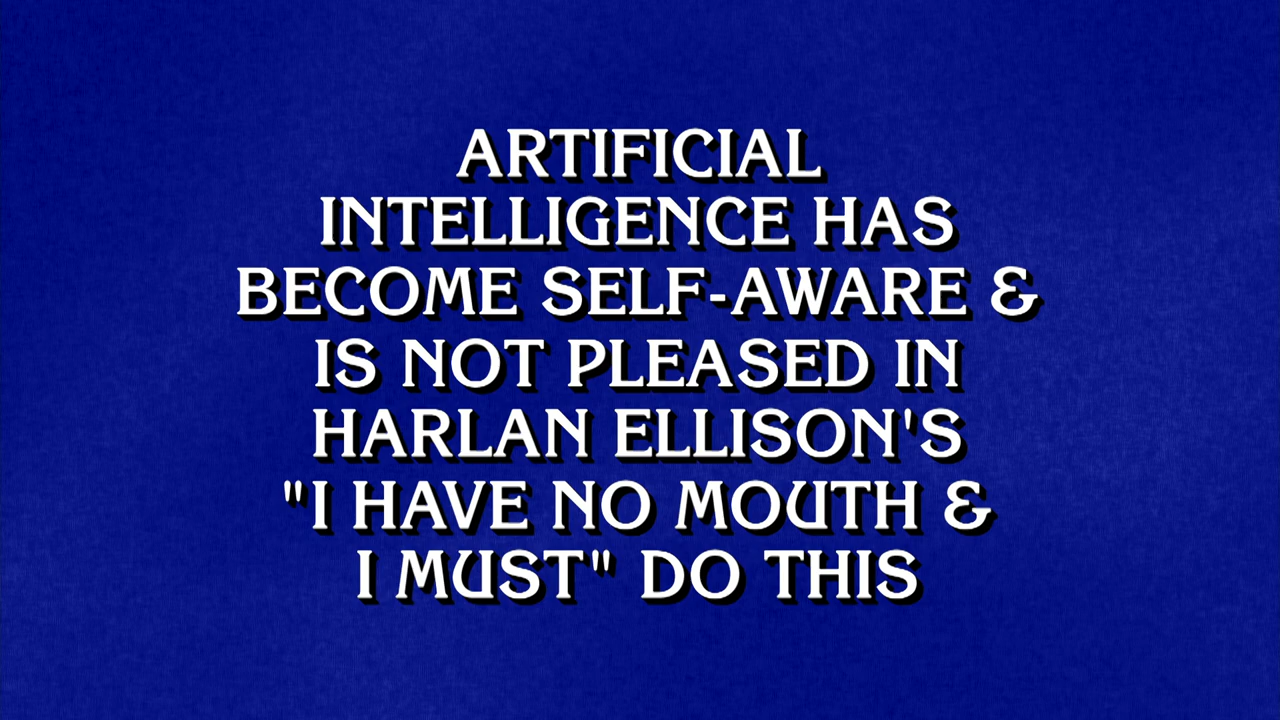 ARTIFICIAL
INTELLIGENCE HAS
BECOME SELF-AWARE &
IS NOT PLEASED IN
HARLAN ELLISON'S
"I HAVE NO MOUTH &
I MUST" DO THIS